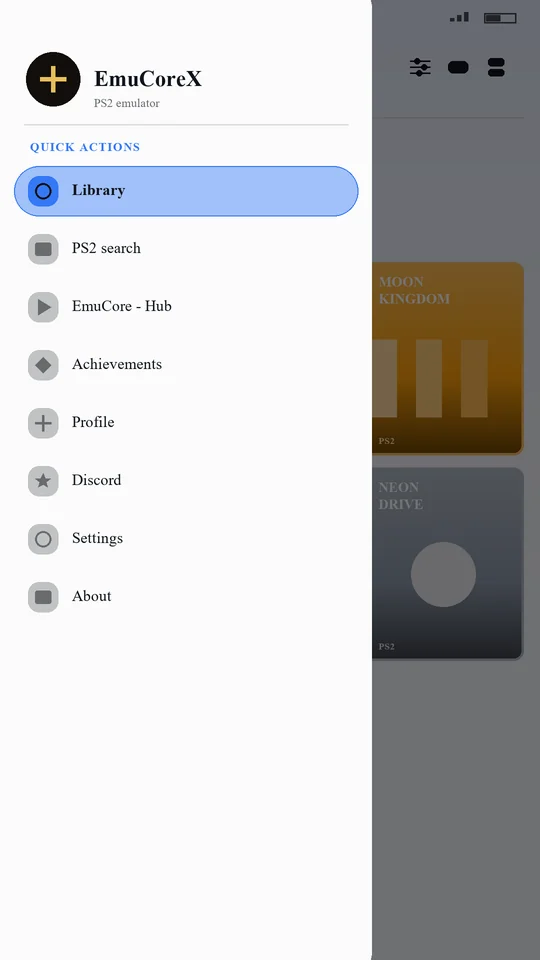 EmuCoreX
PS2 emulator
QUICK ACTIONS
Library
PS2 search
EmuCore - Hub
Achievements
Profile
Discord
Settings
About
MOON
KINGDOM
PS2
NEON
DRIVE
PS2